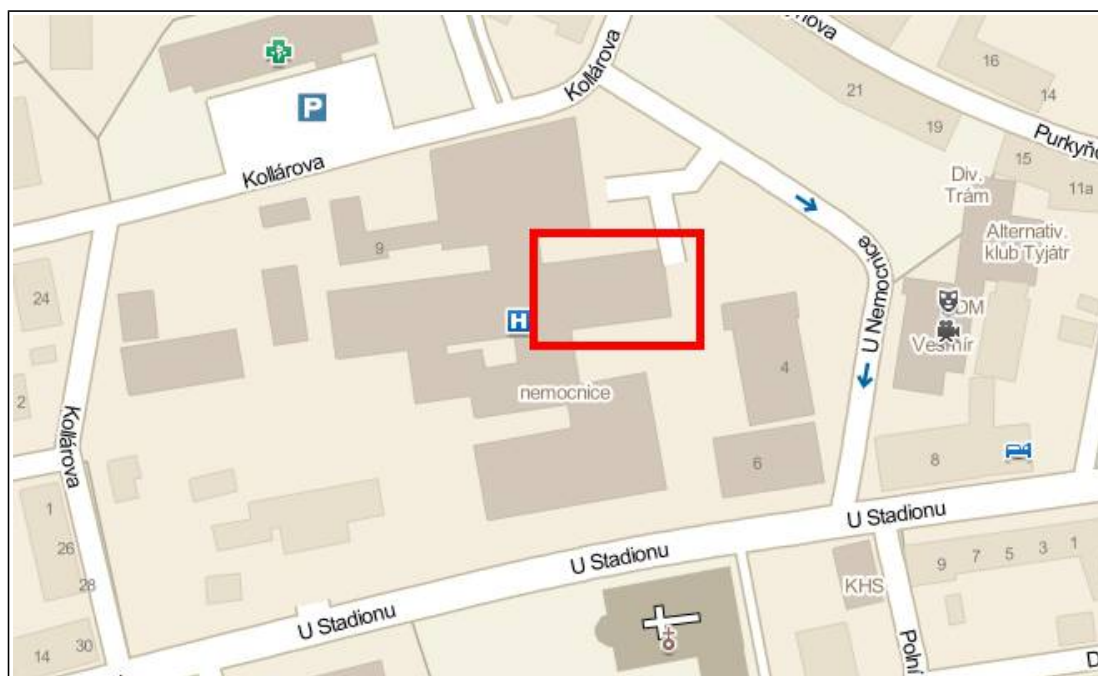 Kollárova
Purkyňova
16
14
21
19
P
Kollárova
Purkyňo
15
11a
Div.
Trám
Alternativ.
klub Tyjátr
9
U Nemocnice
24
H
DM
Vesmír
4
2
nemocnice
Kollárova
6
8
1
26
28
U Stadionu
U Stadionu
9
7
5
3
1
KHS
U Stadionu
Polní
14
30
D